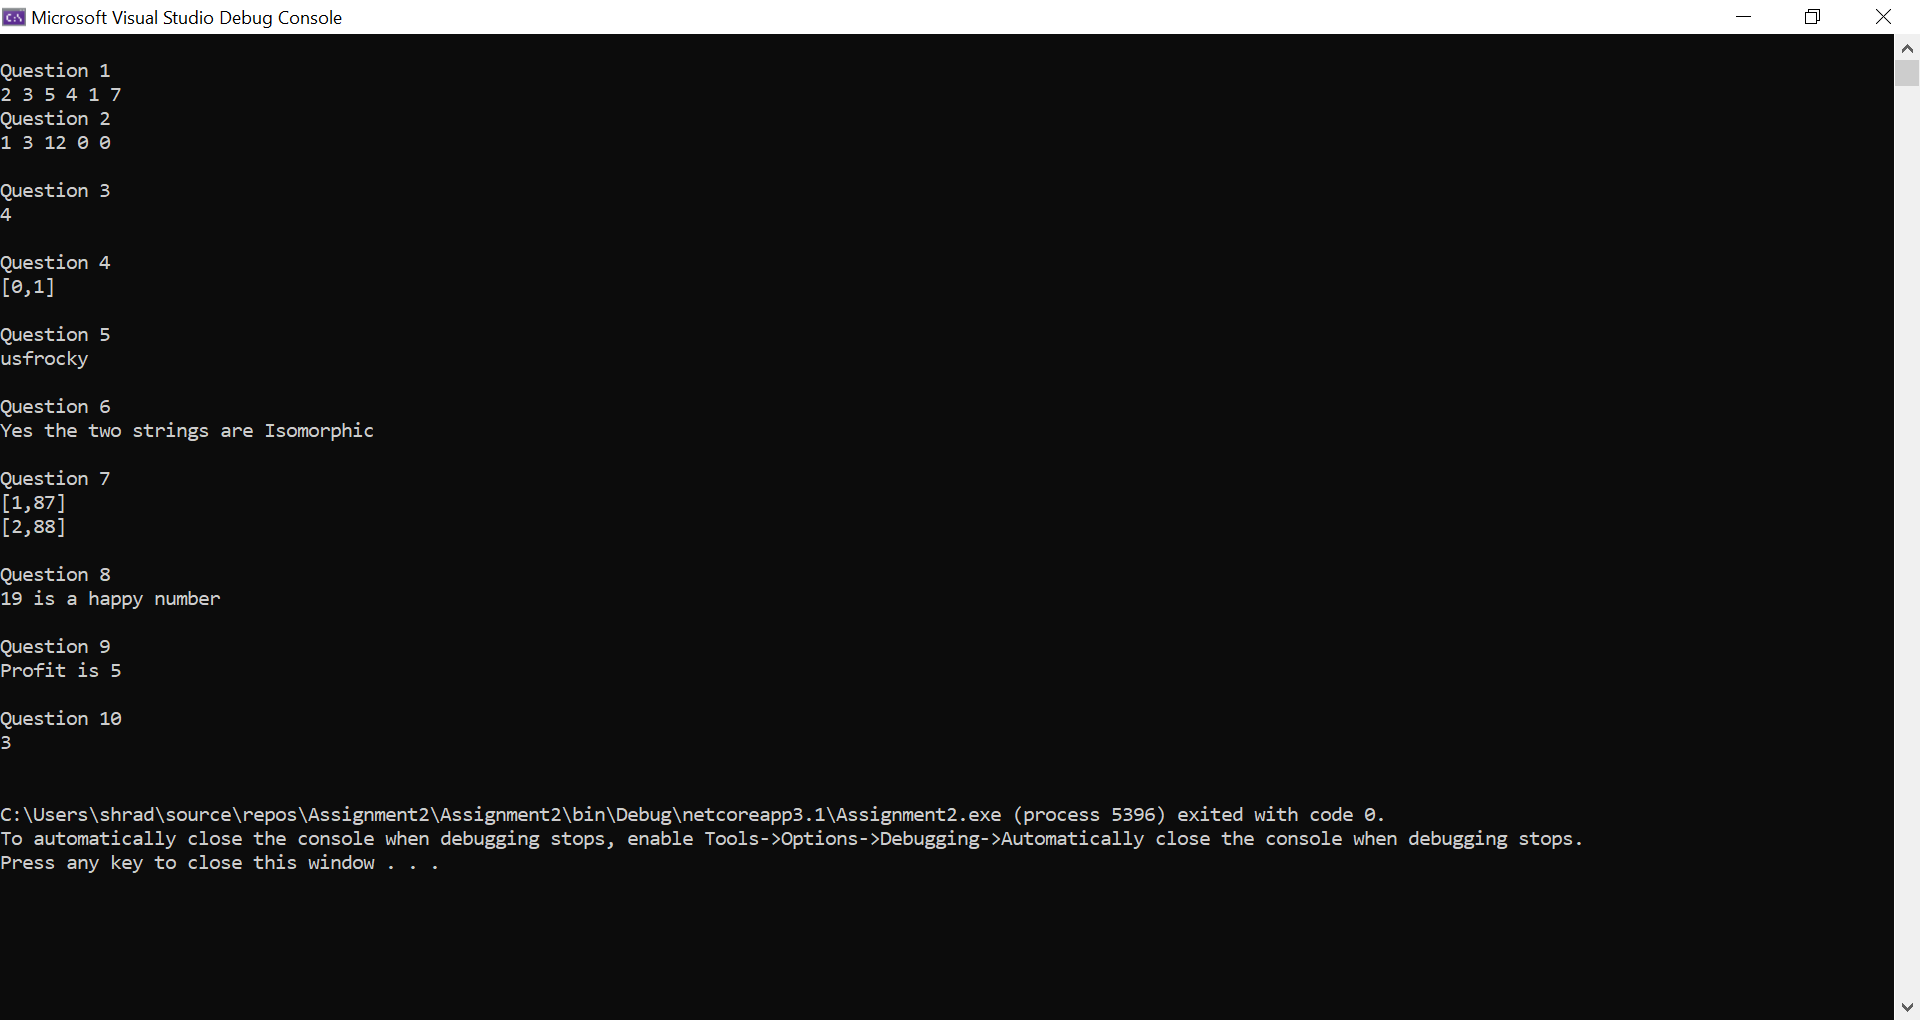 Microsoft Visual Studio Debug Console
Question 1
2 3 5 4 1 7
Question 2
1 3 12 0 0
Question 3
4
Question 4
[0,1]
Question 5
usfrocky
Question 6
Yes the two strings are Isomorphic
Question 7
[1,87]
[2,88]
Question 8
19 is a happy number
Question 9
Profit is 5
Question 10
3
C:\Users\shrad\source\repos\Assignment2\Assignment2\bin\Debug\netcoreapp3.1\Assignment2.exe (process 5396) exited with code 0.
To automatically close the console when debugging stops, enable Tools->Options->Debugging->Automatically close the console when debugging stops.
Press any key to close this window . . .